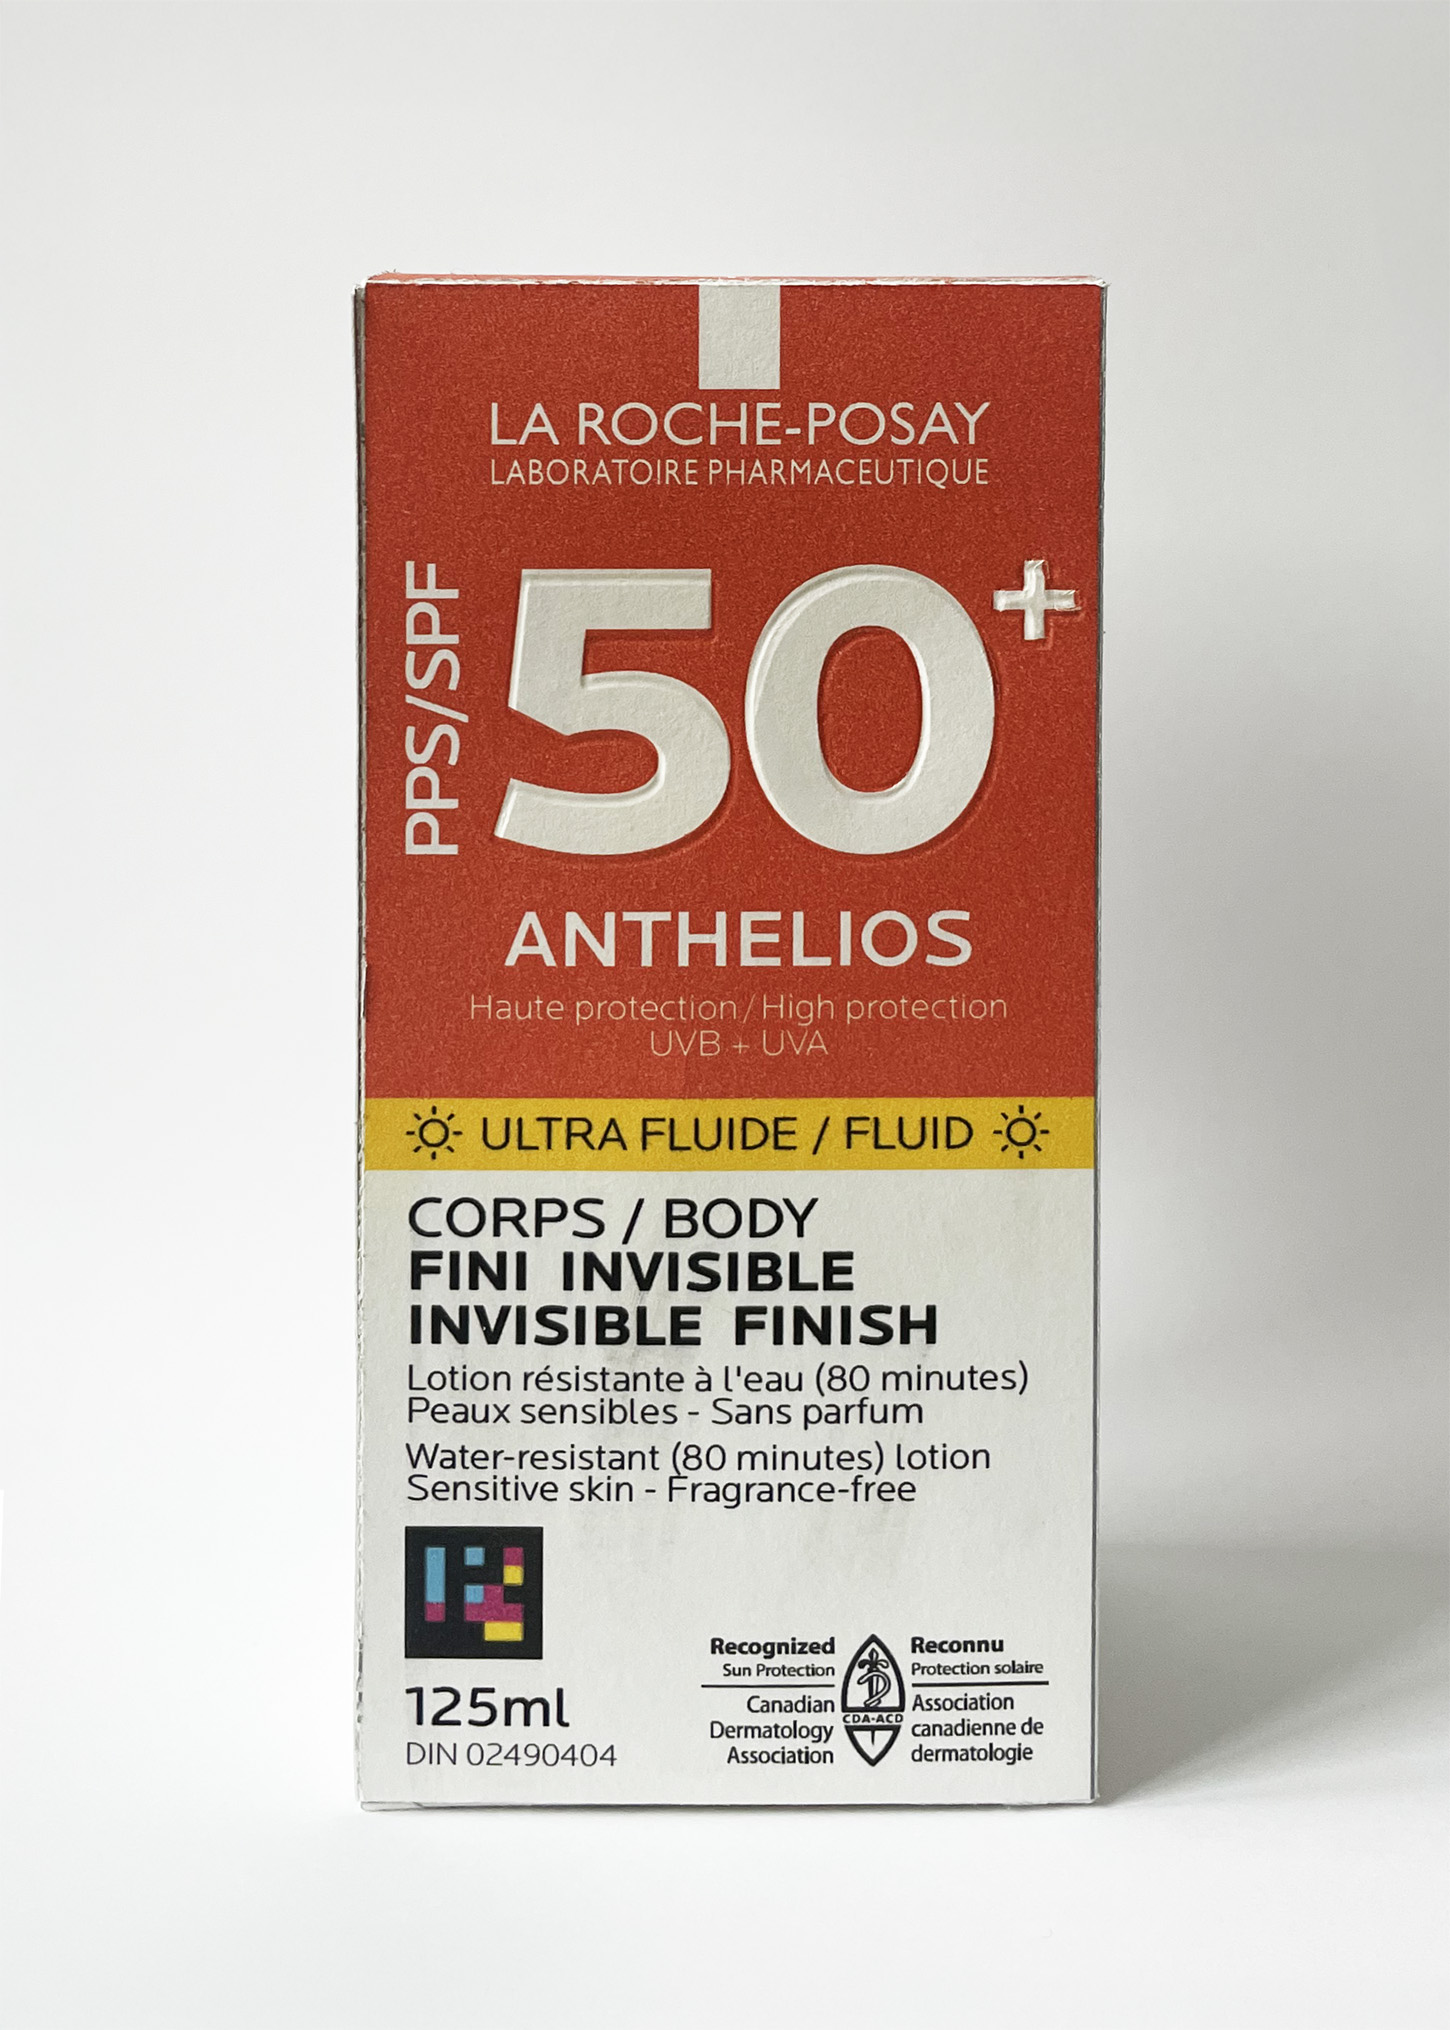 LA ROCHE-POSAY
LABORATOIRE PHARMACEUTIQUE
PPS/SPF
50+
ANTHELIOS
Haute protection/High protection
UVB + UVA
ULTRA FLUIDE / FLUID
CORPS / BODY
FINI INVISIBLE
INVISIBLE FINISH
Lotion résistante à l'eau (80 minutes)
Peaux sensibles - Sans parfum
Water-resistant (80 minutes) lotion
Sensitive skin - Fragrance-free
125ml
DIN 02490404
Recognized
Sun Protection
Canadian
Dermatology
Association
CDA-ACD
Reconnu
Protection solaire
Association
canadienne de
dermatologie